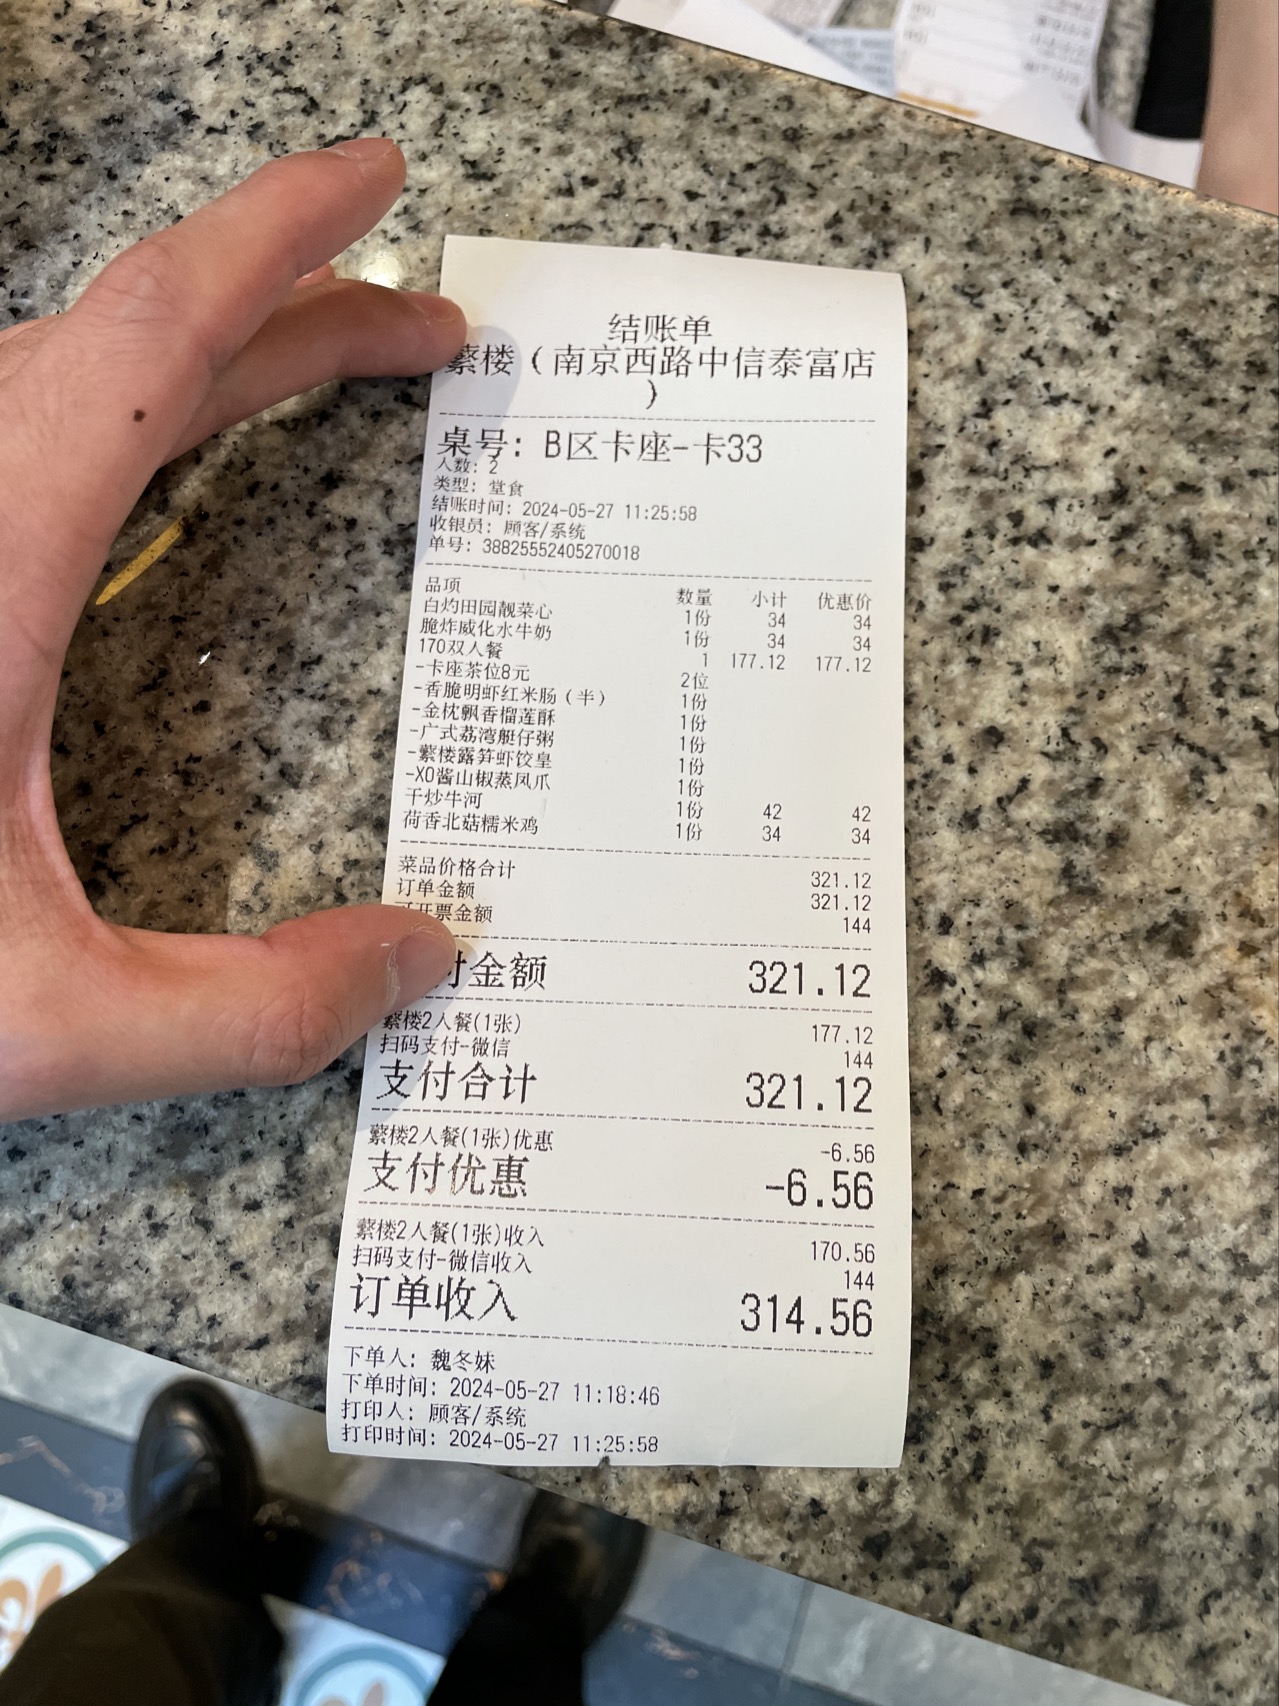 结账单
蘩楼（南京西路中信泰富店
）
桌号：B区卡座-卡33
人数：2
类型：堂食
结账时间：2024-05-27 11:25:58
收银员：顾客/系统
单号：38825552405270018
品项 数量 小计 优惠价
白灼田园靓菜心 1份 34 34
脆炸威化水牛奶 1份 34 34
170双人餐 1 177.12 177.12
-卡座茶位8元 2位
-香脆明虾红米肠（半） 1份
-金枕飘香榴莲酥 1份
-广式荔湾艇仔粥 1份
-蘩楼露笋虾饺皇 1份
-XO酱山椒蒸凤爪 1份
干炒牛河 1份 42 42
荷香北菇糯米鸡 1份 34 34
菜品价格合计 321.12
订单金额 321.12
可开票金额 144
付金额 321.12
蘩楼2人餐(1张) 177.12
扫码支付-微信 144
支付合计 321.12
蘩楼2人餐(1张)优惠 -6.56
支付优惠 -6.56
蘩楼2人餐(1张)收入 170.56
扫码支付-微信收入 144
订单收入 314.56
下单人：魏冬妹
下单时间：2024-05-27 11:18:46
打印人：顾客/系统
打印时间：2024-05-27 11:25:58